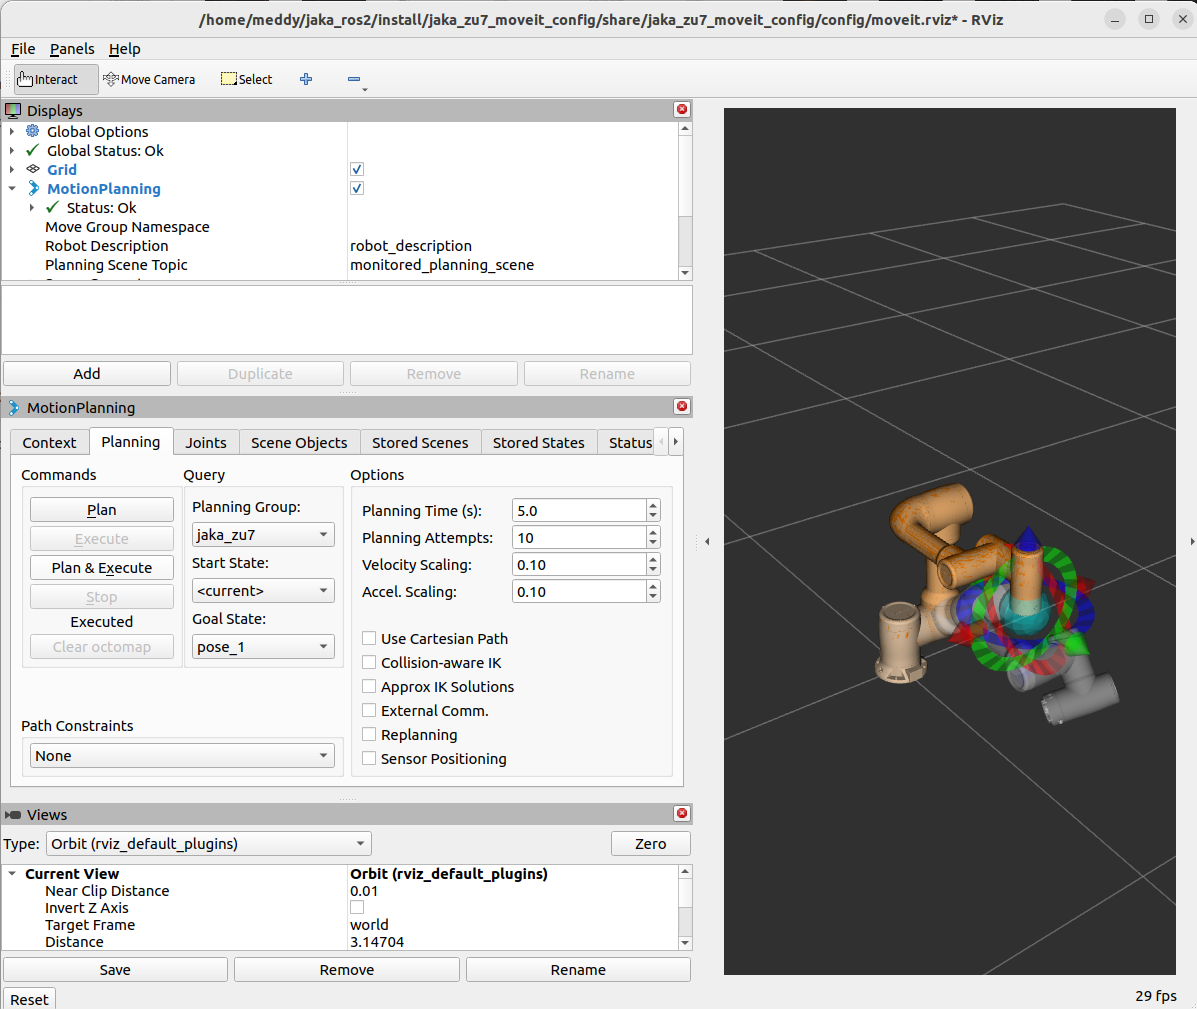 /home/meddy/jaka_ros2/install/jaka_zu7_moveit_config/share/jaka_zu7_moveit_config/config/moveit.rviz* - RViz
File Panels Help
Interact Move Camera Select
Displays
Global Options
Global Status: Ok
Grid
MotionPlanning
Status: Ok
Move Group Namespace
Robot Description robot_description
Planning Scene Topic monitored_planning_scene
Add Duplicate Remove Rename
MotionPlanning
Context Planning Joints Scene Objects Stored Scenes Stored States Status
Commands
Plan
Execute
Plan & Execute
Stop
Executed
Clear octomap
Query
Planning Group:
jaka_zu7
Start State:
<current>
Goal State:
pose_1
Options
Planning Time (s): 5.0
Planning Attempts: 10
Velocity Scaling: 0.10
Accel. Scaling: 0.10
Use Cartesian Path
Collision-aware IK
Approx IK Solutions
External Comm.
Replanning
Sensor Positioning
Path Constraints
None
Views
Type: Orbit (rviz_default_plugins) Zero
Current View Orbit (rviz_default_plugins)
Near Clip Distance 0.01
Invert Z Axis
Target Frame world
Distance 3.14704
Save Remove Rename
Reset
29 fps